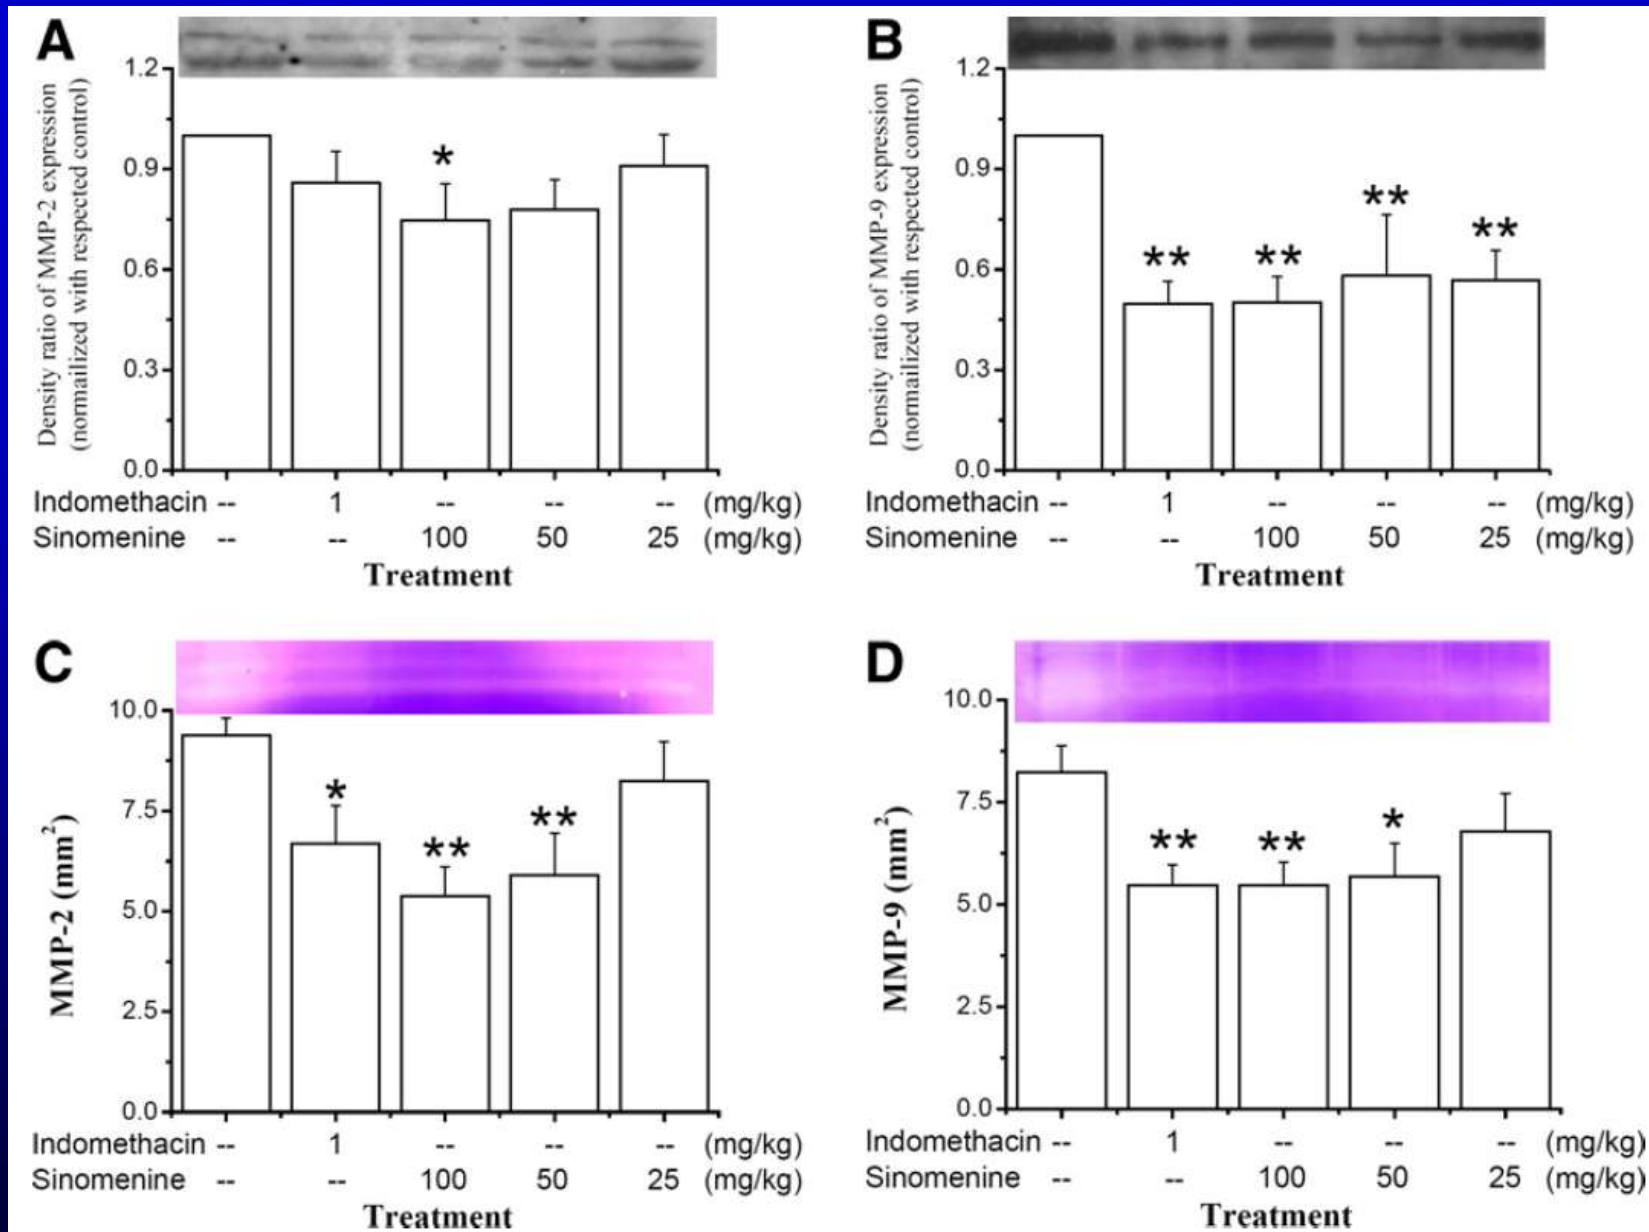 A
Density ratio of MMP-2 expression
(normailized with respected control)
1.2
0.9
0.6
0.3
0.0
*
Indomethacin -- 1 -- -- -- (mg/kg)
Sinomenine -- -- 100 50 25 (mg/kg)
Treatment
B
Density ratio of MMP-9 expression
(normailized with respected control)
1.2
0.9
0.6
0.3
0.0
** ** ** **
Indomethacin -- 1 -- -- -- (mg/kg)
Sinomenine -- -- 100 50 25 (mg/kg)
Treatment
C
MMP-2 (mm²)
10.0
7.5
5.0
2.5
0.0
* ** **
Indomethacin -- 1 -- -- -- (mg/kg)
Sinomenine -- -- 100 50 25 (mg/kg)
Treatment
D
MMP-9 (mm²)
10.0
7.5
5.0
2.5
0.0
** ** *
Indomethacin -- 1 -- -- -- (mg/kg)
Sinomenine -- -- 100 50 25 (mg/kg)
Treatment